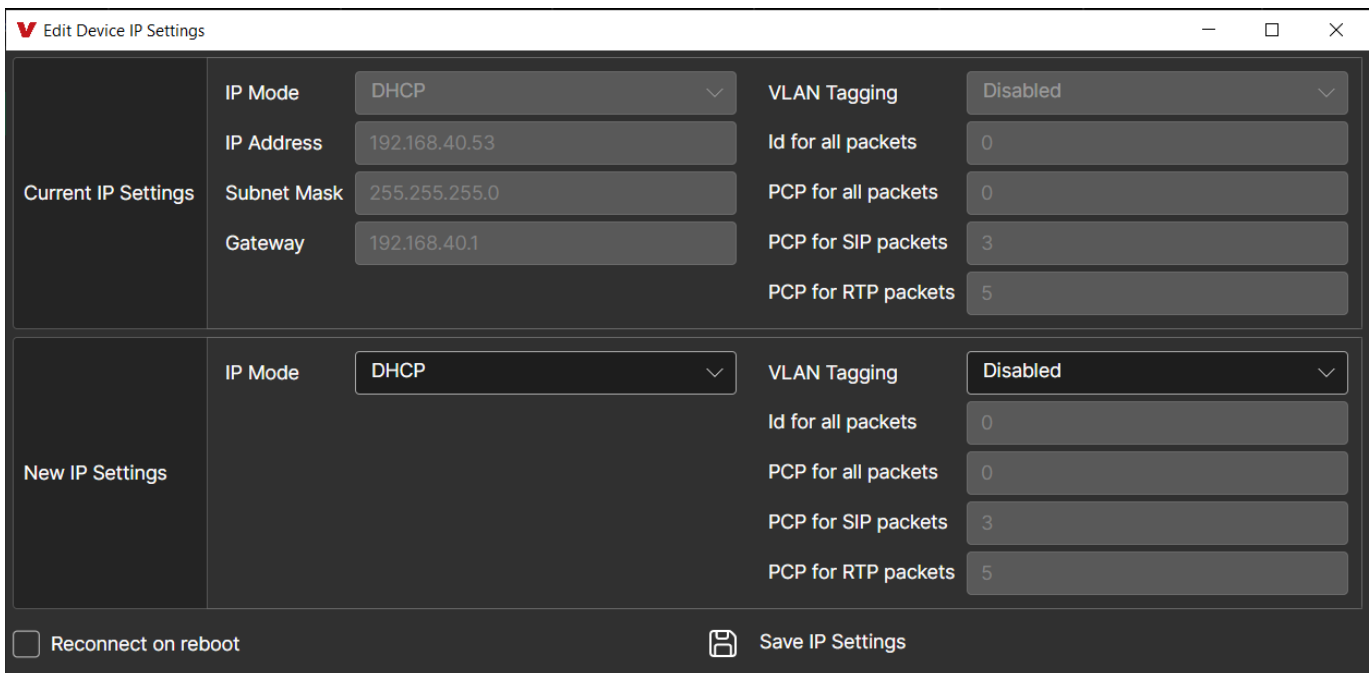 Edit Device IP Settings
Current IP Settings
IP Mode DHCP
IP Address 192.168.40.53
Subnet Mask 255.255.255.0
Gateway 192.168.40.1
VLAN Tagging Disabled
Id for all packets 0
PCP for all packets 0
PCP for SIP packets 3
PCP for RTP packets 5
New IP Settings
IP Mode DHCP
VLAN Tagging Disabled
Id for all packets 0
PCP for all packets 0
PCP for SIP packets 3
PCP for RTP packets 5
Reconnect on reboot
Save IP Settings